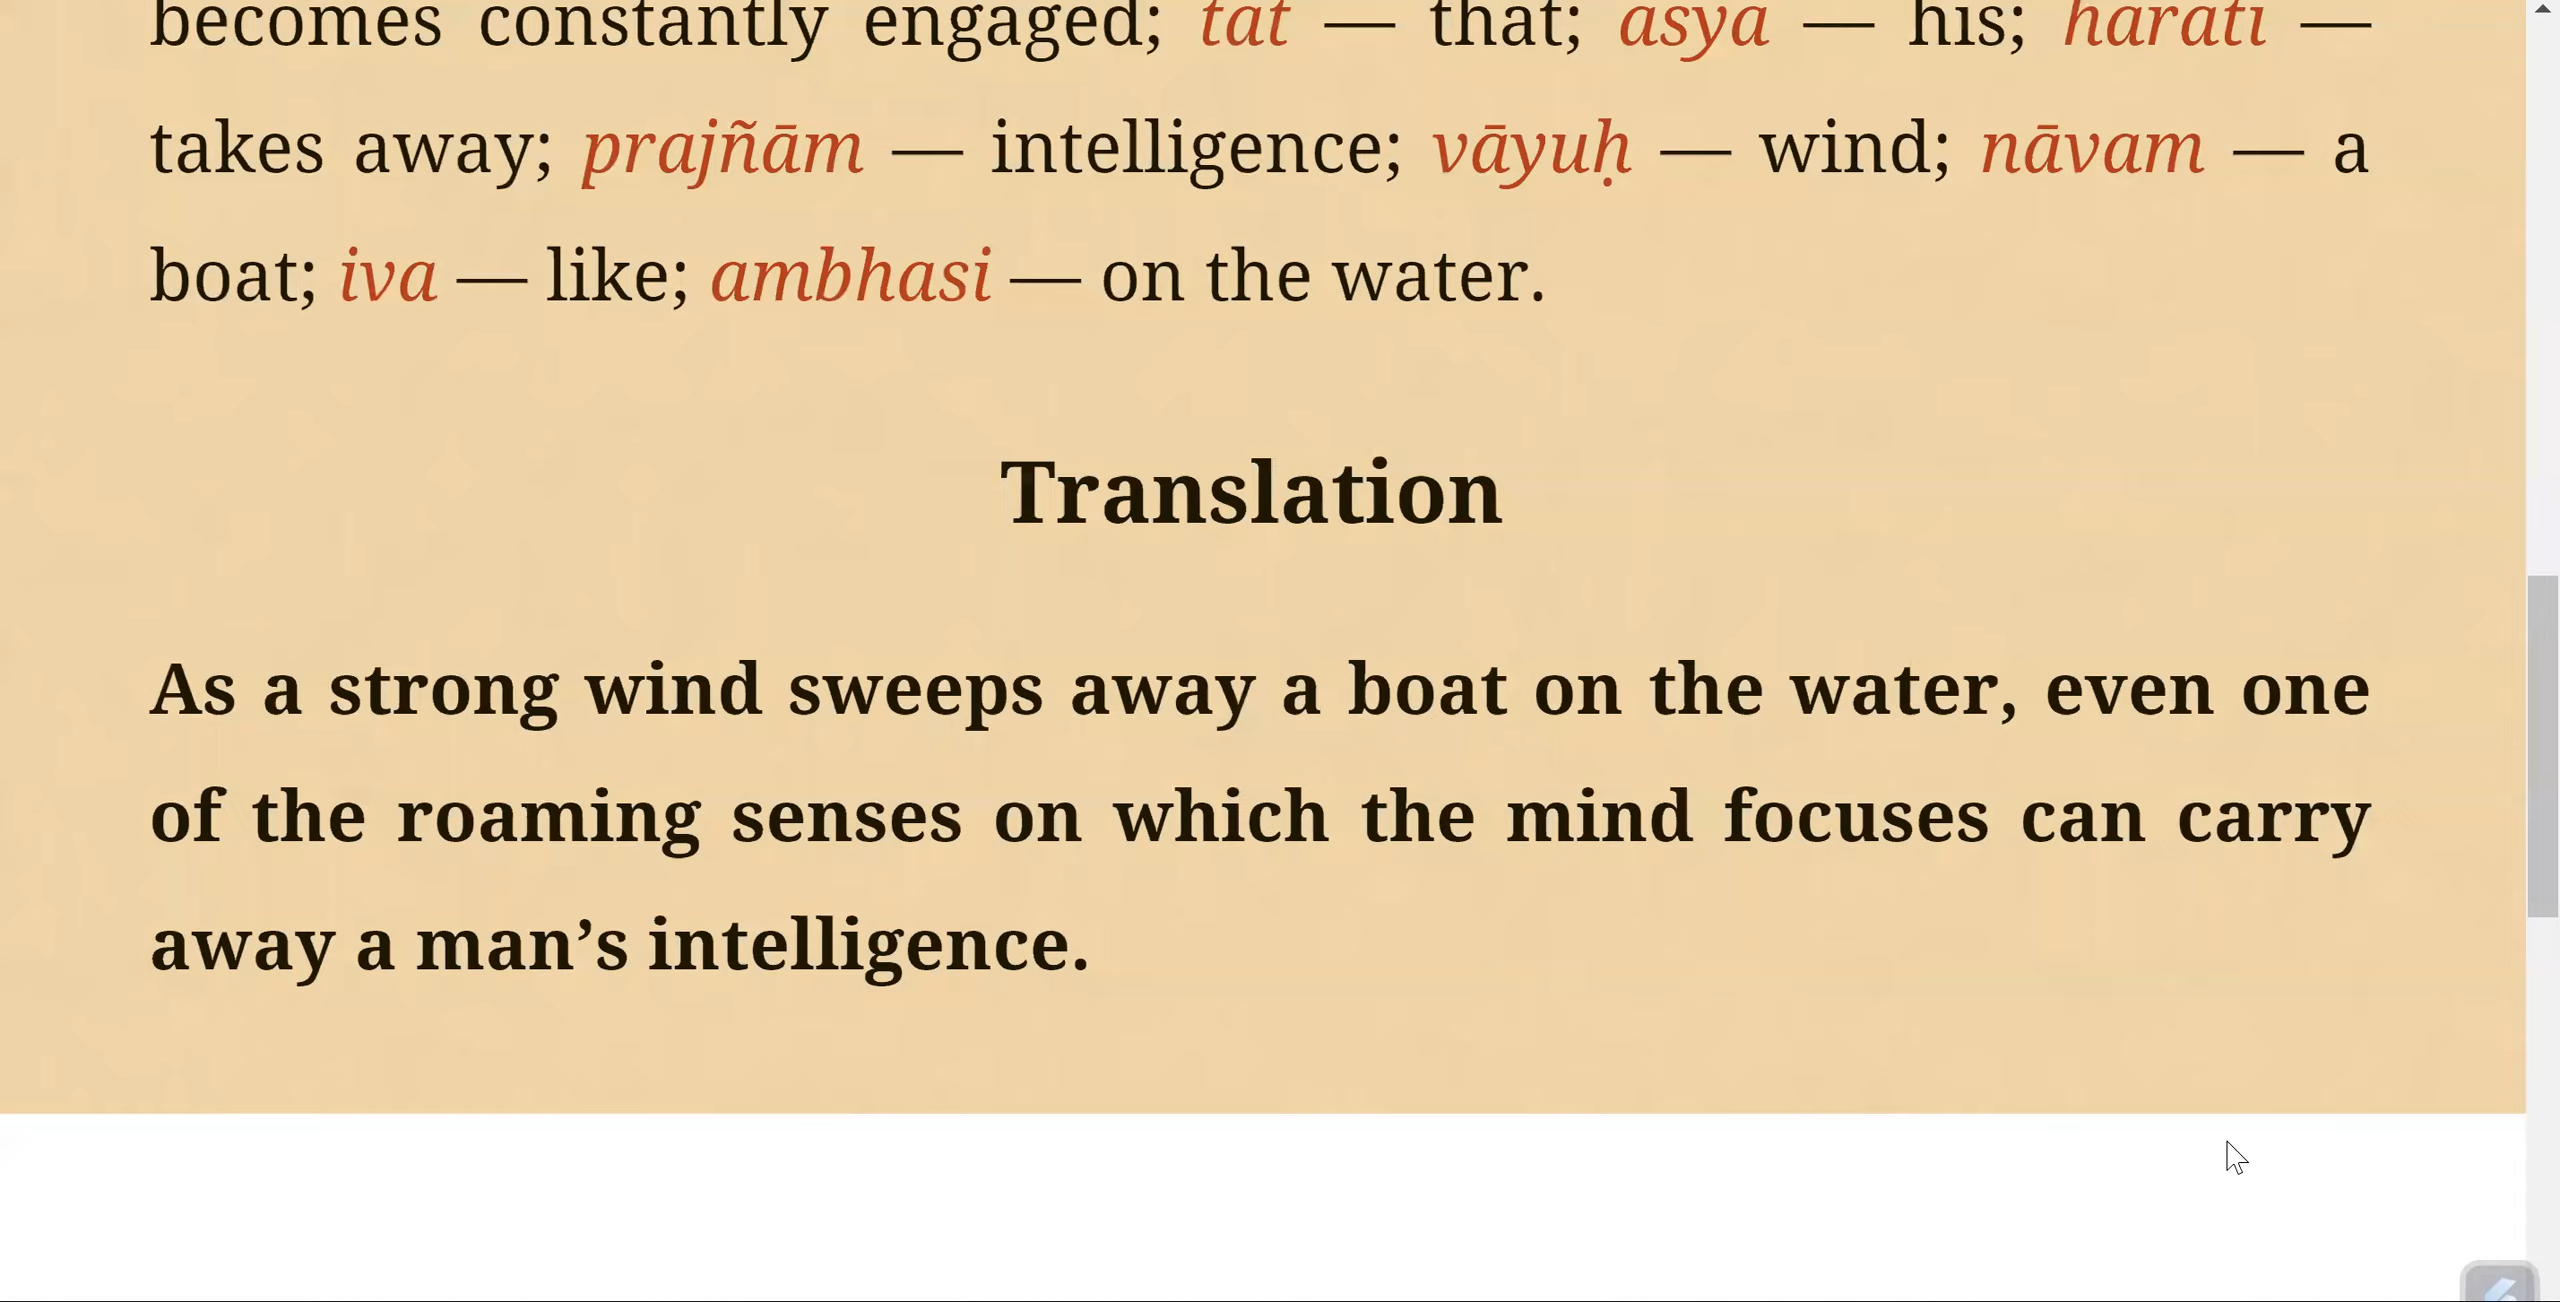 becomes constantly engaged; tat — that; asya — his; harati —
takes away; prajñām — intelligence; vāyuḥ — wind; nāvam — a
boat; iva — like; ambhasi — on the water.
Translation
As a strong wind sweeps away a boat on the water, even one
of the roaming senses on which the mind focuses can carry
away a man’s intelligence.